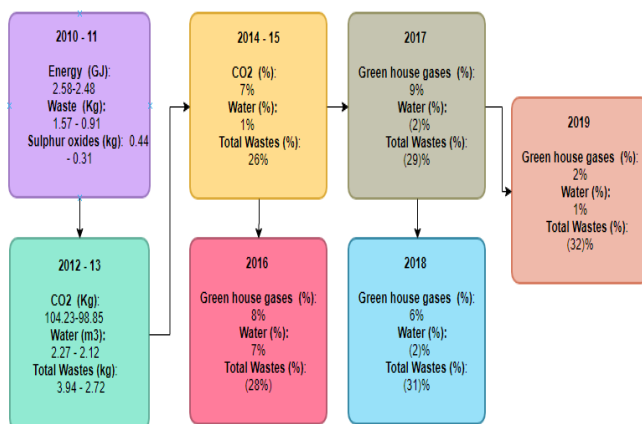 2010 - 11
Energy (GJ):
2.58-2.48
Waste (Kg):
1.57 - 0.91
Sulphur oxides (kg): 0.44
- 0.31
2012 - 13
CO2 (Kg):
104.23-98.85
Water (m3):
2.27 - 2.12
Total Wastes (kg):
3.94 - 2.72
2014 - 15
CO2 (%):
7%
Water (%):
1%
Total Wastes (%):
26%
2016
Green house gases (%):
8%
Water (%):
7%
Total Wastes (%):
(28%)
2017
Green house gases (%):
9%
Water (%):
(2)%
Total Wastes (%):
(29)%
2018
Green house gases (%):
6%
Water (%):
(2)%
Total Wastes (%):
(31)%
2019
Green house gases (%):
2%
Water (%):
1%
Total Wastes (%):
(32)%